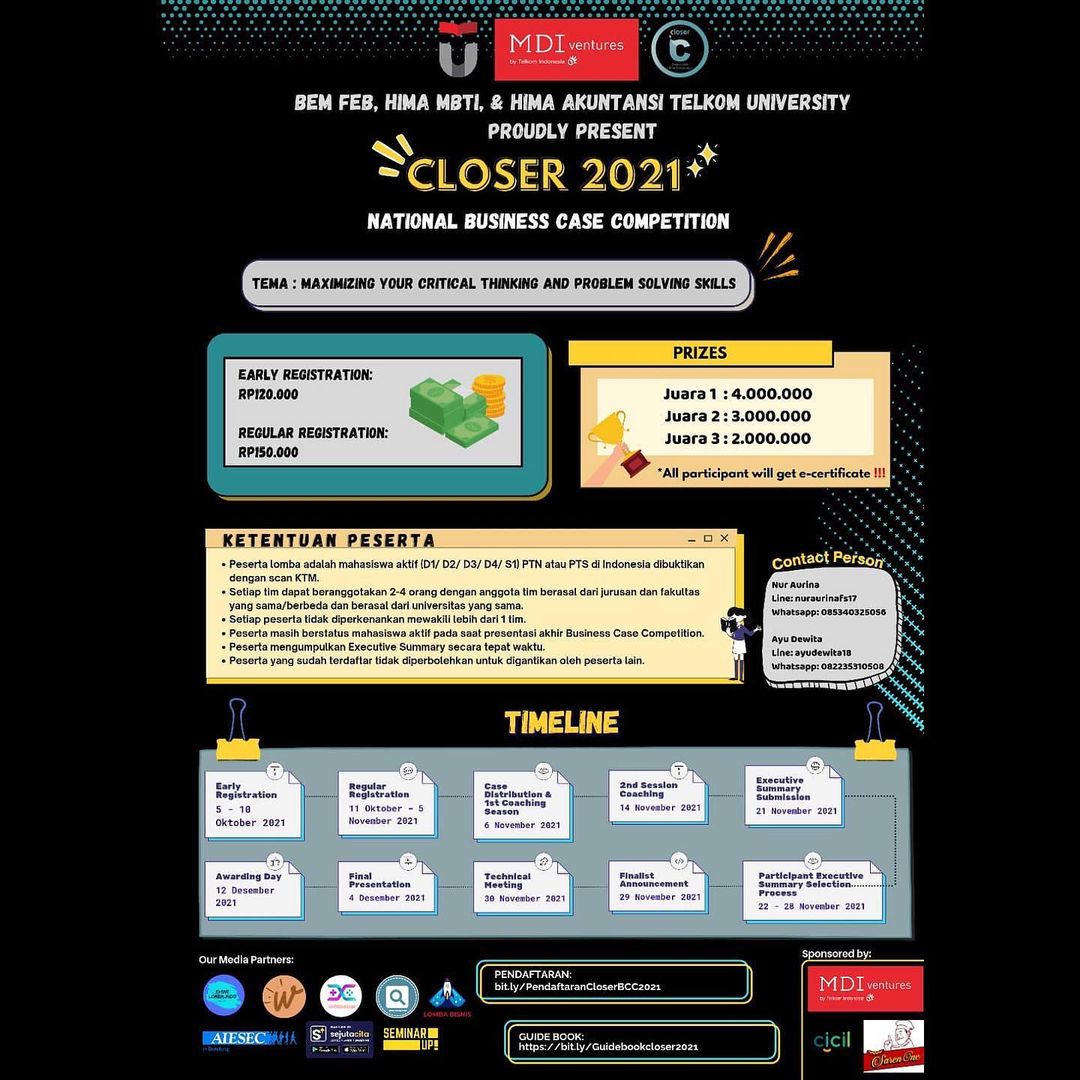 MDI ventures
by Telkom Indonesia
closer
BEM FEB, HIMA MBTI, & HIMA AKUNTANSI TELKOM UNIVERSITY
PROUDLY PRESENT
CLOSER 2021
NATIONAL BUSINESS CASE COMPETITION
TEMA : MAXIMIZING YOUR CRITICAL THINKING AND PROBLEM SOLVING SKILLS
EARLY REGISTRATION:
RP120.000
REGULAR REGISTRATION:
RP150.000
PRIZES
Juara 1 : 4.000.000
Juara 2 : 3.000.000
Juara 3 : 2.000.000
*All participant will get e-certificate !!!
KETENTUAN PESERTA
• Peserta lomba adalah mahasiswa aktif (D1/ D2/ D3/ D4/ S1) PTN atau PTS di Indonesia dibuktikan
dengan scan KTM.
• Setiap tim dapat beranggotakan 2-4 orang dengan anggota tim berasal dari jurusan dan fakultas
yang sama/berbeda dan berasal dari universitas yang sama.
• Setiap peserta tidak diperkenankan mewakili lebih dari 1 tim.
• Peserta masih berstatus mahasiswa aktif pada saat presentasi akhir Business Case Competition.
• Peserta mengumpulkan Executive Summary secara tepat waktu.
• Peserta yang sudah terdaftar tidak diperbolehkan untuk digantikan oleh peserta lain.
Contact Person
Nur Aurina
Line: nuraurinafs17
Whatsapp: 085340325056
Ayu Dewita
Line: ayudewita18
Whatsapp: 082235310508
TIMELINE
Early
Registration
5 - 10
Oktober 2021
Regular
Registration
11 Oktober - 5
November 2021
Case
Distribution &
1st Coaching
Season
6 November 2021
2nd Session
Coaching
14 November 2021
Executive
Summary
Submission
21 November 2021
Awarding Day
12 Desember
2021
Final
Presentation
4 Desember 2021
Technical
Meeting
30 November 2021
Finalist
Announcement
29 November 2021
Participant Executive
Summary Selection
Process
22 - 28 November 2021
Our Media Partners:
LOMBA BISNIS
AIESEC
sejutacita
SEMINAR
UP!
PENDAFTARAN:
bit.ly/PendaftaranCloserBCC2021
GUIDE BOOK:
https://bit.ly/Guidebookcloser2021
Sponsored by:
MDI ventures
by Telkom Indonesia
cicil
Saren One